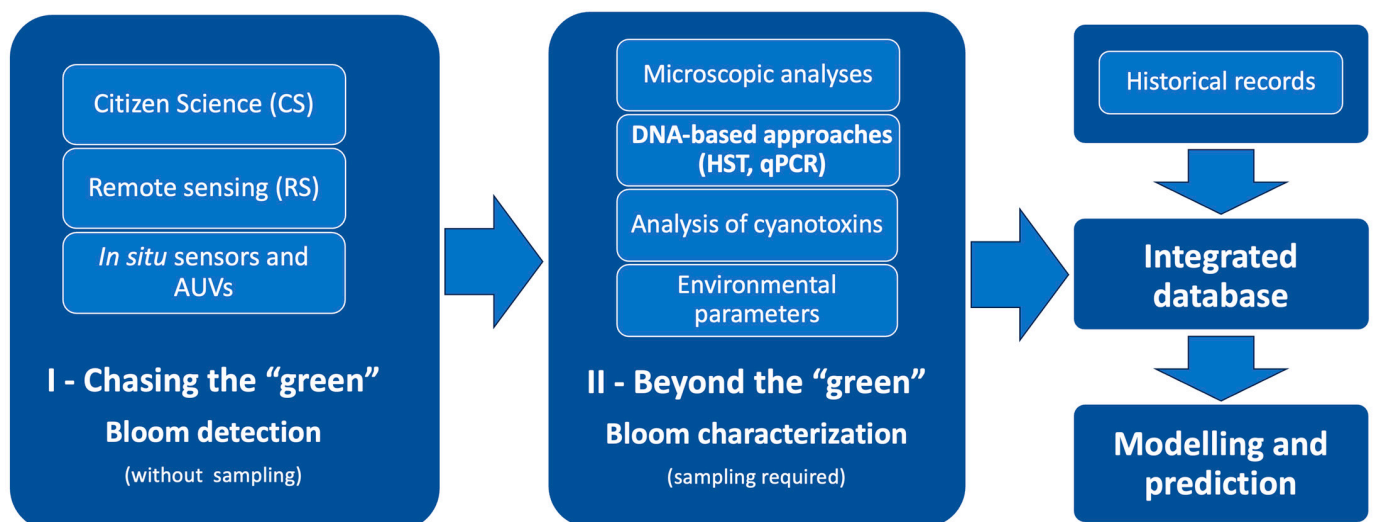 Citizen Science (CS)
Remote sensing (RS)
In situ sensors and
AUVs
I - Chasing the “green”
Bloom detection
(without sampling)
Microscopic analyses
DNA-based approaches
(HST, qPCR)
Analysis of cyanotoxins
Environmental
parameters
II - Beyond the “green”
Bloom characterization
(sampling required)
Historical records
Integrated
database
Modelling and
prediction